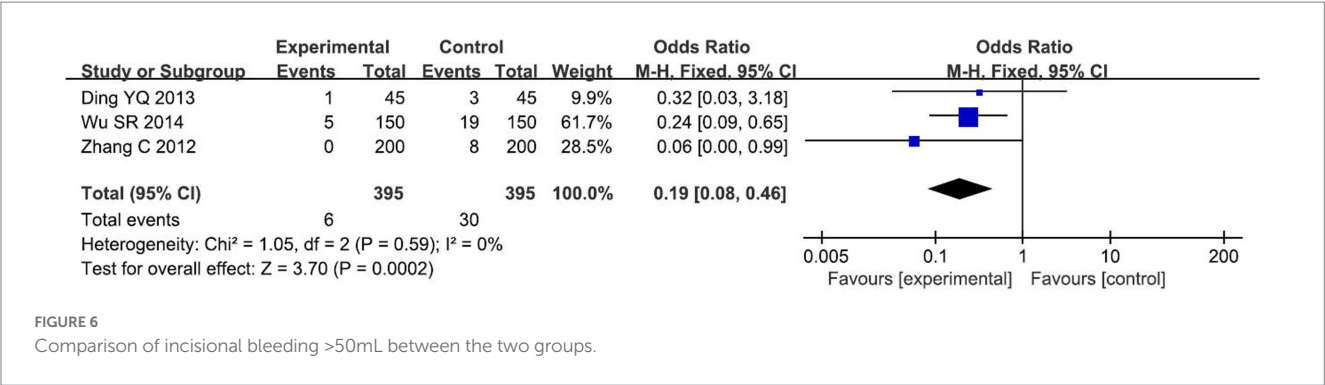 Experimental Control Odds Ratio Odds Ratio
Study or Subgroup Events Total Events Total Weight M-H, Fixed, 95% CI M-H, Fixed, 95% CI
Ding YQ 2013 1 45 3 45 9.9% 0.32 [0.03, 3.18]
Wu SR 2014 5 150 19 150 61.7% 0.24 [0.09, 0.65]
Zhang C 2012 0 200 8 200 28.5% 0.06 [0.00, 0.99]
Total (95% CI) 395 395 100.0% 0.19 [0.08, 0.46]
Total events 6 30
Heterogeneity: Chi² = 1.05, df = 2 (P = 0.59); I² = 0%
Test for overall effect: Z = 3.70 (P = 0.0002)
0.005 0.1 1 10 200
Favours [experimental] Favours [control]
FIGURE 6
Comparison of incisional bleeding >50mL between the two groups.